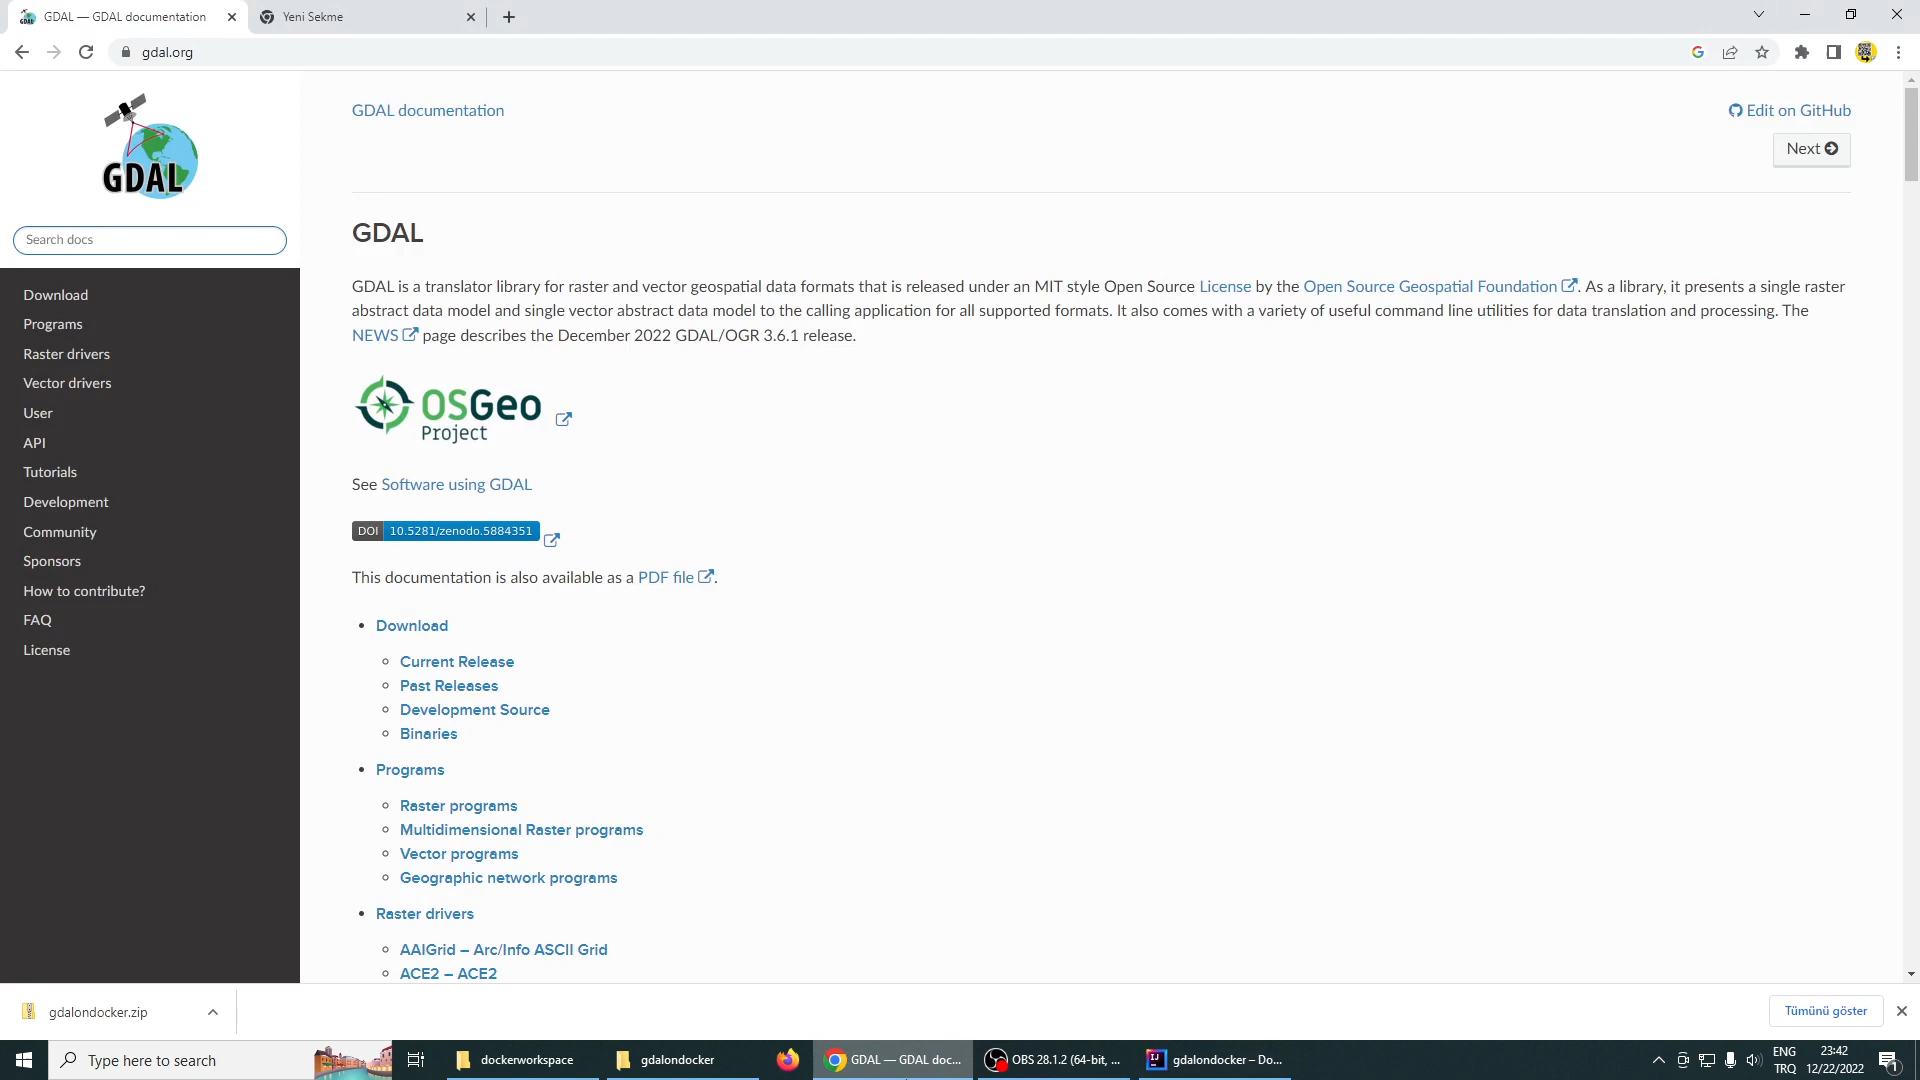 GDAL — GDAL documentation
Yeni Sekme
gdal.org
GDAL
Search docs
Download
Programs
Raster drivers
Vector drivers
User
API
Tutorials
Development
Community
Sponsors
How to contribute?
FAQ
License
GDAL documentation
Edit on GitHub
Next
GDAL
GDAL is a translator library for raster and vector geospatial data formats that is released under an MIT style Open Source License by the Open Source Geospatial Foundation. As a library, it presents a single raster
abstract data model and single vector abstract data model to the calling application for all supported formats. It also comes with a variety of useful command line utilities for data translation and processing. The
NEWS page describes the December 2022 GDAL/OGR 3.6.1 release.
OSGeo
Project
See Software using GDAL
DOI 10.5281/zenodo.5884351
This documentation is also available as a PDF file.
• Download
◦ Current Release
◦ Past Releases
◦ Development Source
◦ Binaries
• Programs
◦ Raster programs
◦ Multidimensional Raster programs
◦ Vector programs
◦ Geographic network programs
• Raster drivers
◦ AAIGrid – Arc/Info ASCII Grid
◦ ACE2 – ACE2
gdalondocker.zip
Tümünü göster
Type here to search
dockerworkspace
gdalondocker
GDAL — GDAL doc...
OBS 28.1.2 (64-bit, ...
gdalondocker – Do...
ENG
TRQ
23:42
12/22/2022
1